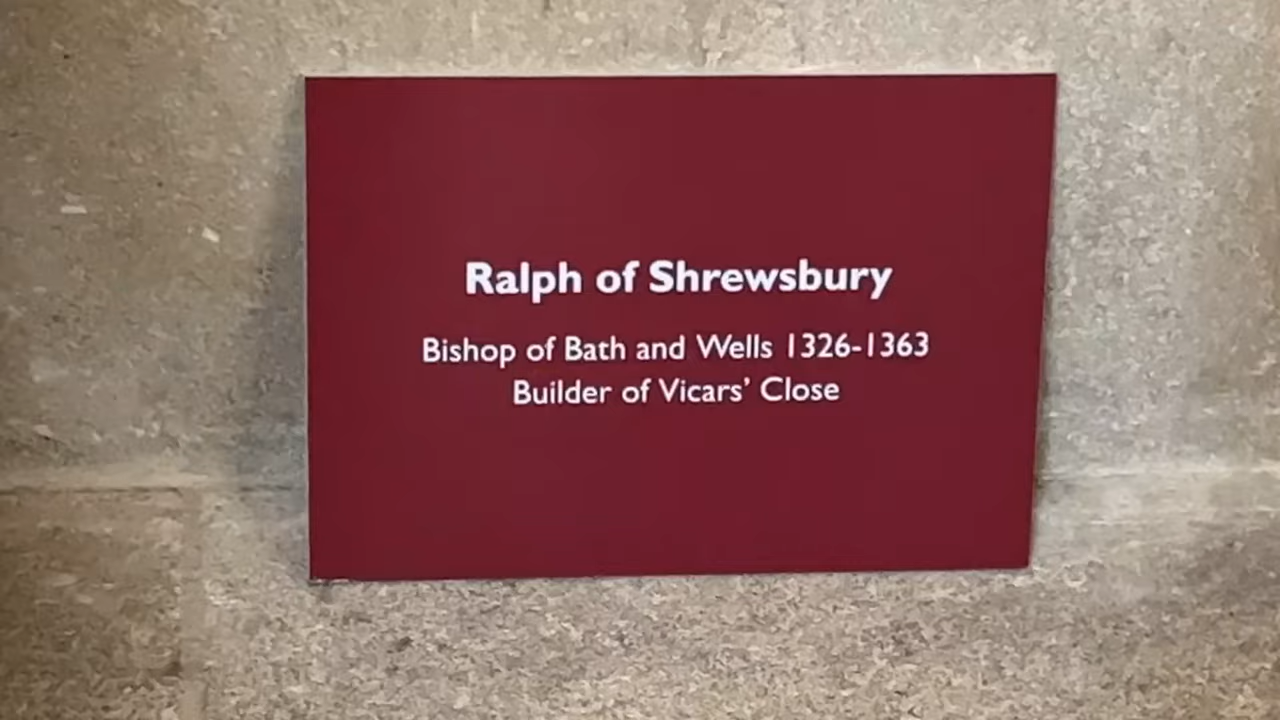 Ralph of Shrewsbury
Bishop of Bath and Wells 1326-1363
Builder of Vicars’ Close